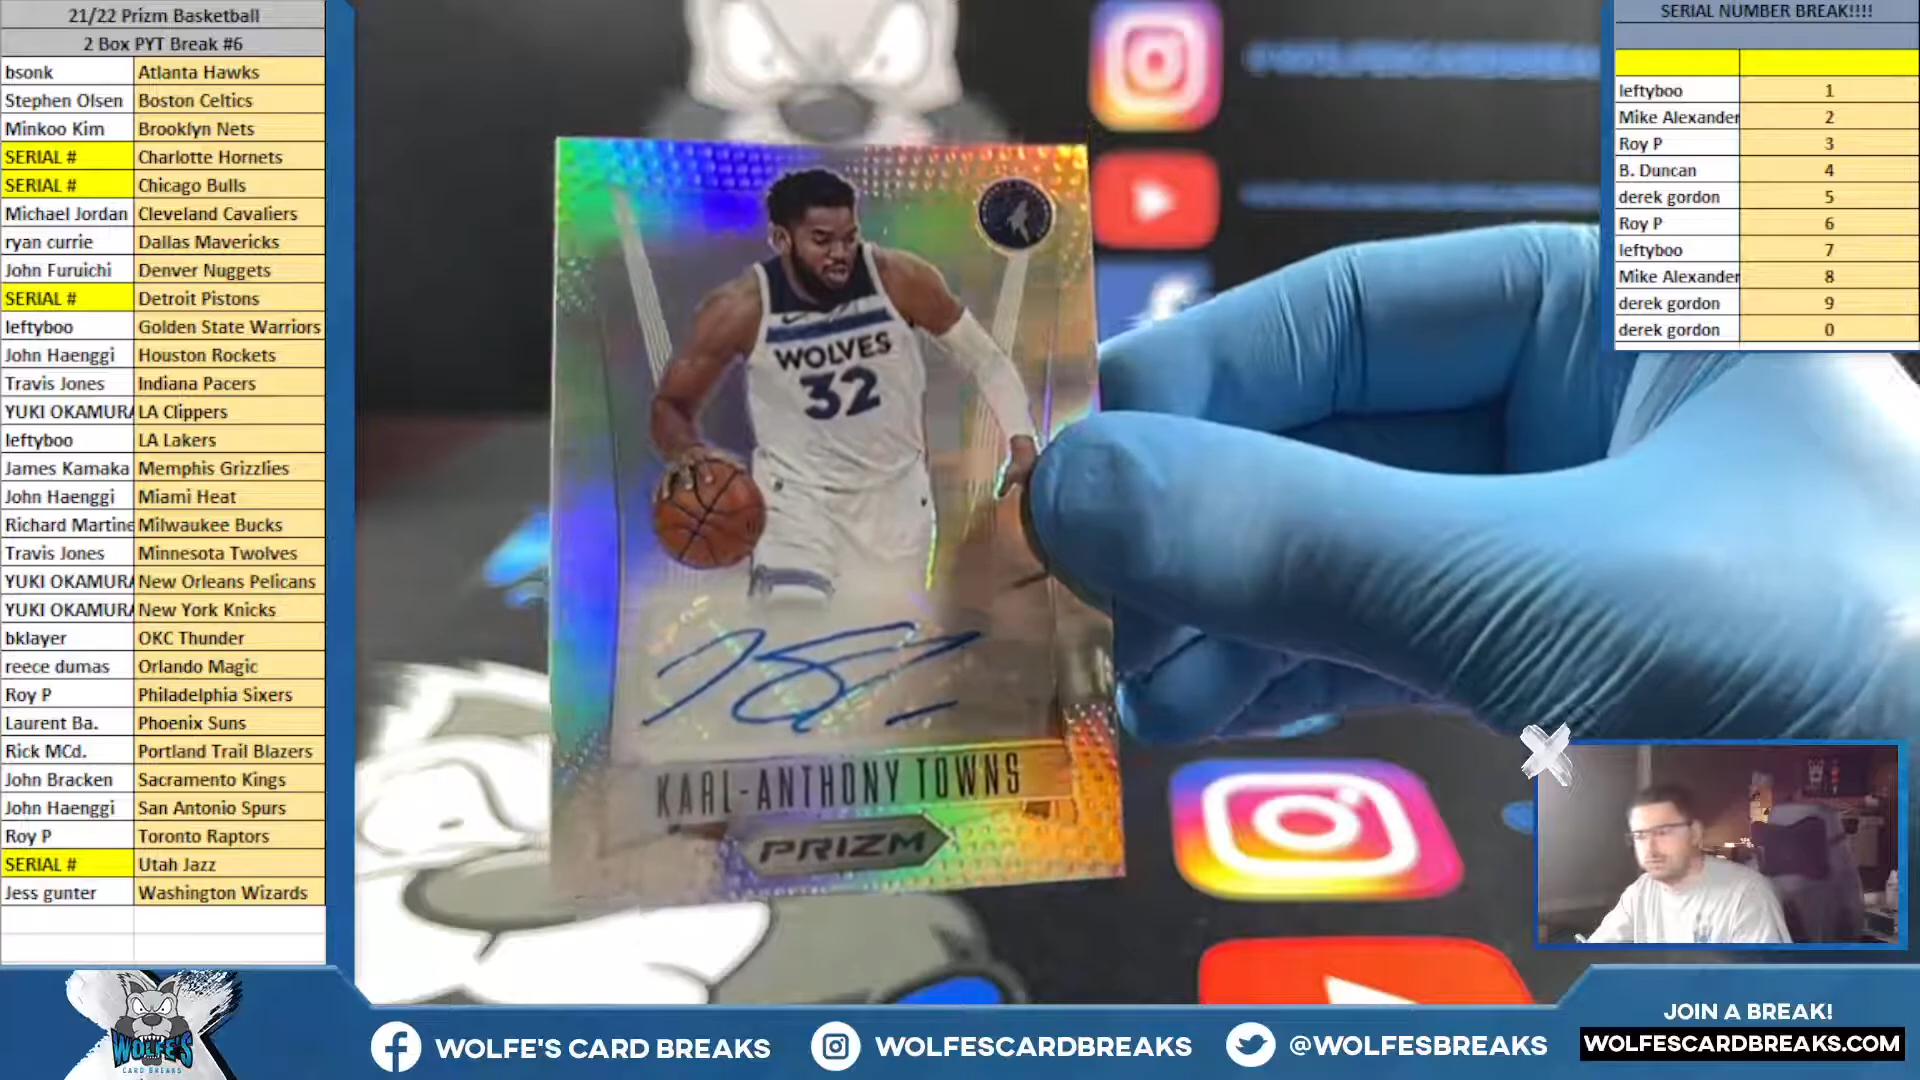 21/22 Prizm Basketball
2 Box PYT Break #6
bsonk Atlanta Hawks
Stephen Olsen Boston Celtics
Minkoo Kim Brooklyn Nets
SERIAL # Charlotte Hornets
SERIAL # Chicago Bulls
Michael Jordan Cleveland Cavaliers
ryan currie Dallas Mavericks
John Furuichi Denver Nuggets
SERIAL # Detroit Pistons
leftyboo Golden State Warriors
John Haenggi Houston Rockets
Travis Jones Indiana Pacers
YUKI OKAMURA LA Clippers
leftyboo LA Lakers
James Kamaka Memphis Grizzlies
John Haenggi Miami Heat
Richard Martine Milwaukee Bucks
Travis Jones Minnesota Twolves
YUKI OKAMURA New Orleans Pelicans
YUKI OKAMURA New York Knicks
bklayer OKC Thunder
reece dumas Orlando Magic
Roy P Philadelphia Sixers
Laurent Ba. Phoenix Suns
Rick MCd. Portland Trail Blazers
John Bracken Sacramento Kings
John Haenggi San Antonio Spurs
Roy P Toronto Raptors
SERIAL # Utah Jazz
Jess gunter Washington Wizards
WOLVES
32
KARL-ANTHONY TOWNS
PRIZM
SERIAL NUMBER BREAK!!!!
leftyboo 1
Mike Alexander 2
Roy P 3
B. Duncan 4
derek gordon 5
Roy P 6
leftyboo 7
Mike Alexander 8
derek gordon 9
derek gordon 0
WOLFE'S
CARD BREAKS
WOLFE'S CARD BREAKS
WOLFESCARDBREAKS
@WOLFESBREAKS
JOIN A BREAK!
WOLFESCARDBREAKS.COM